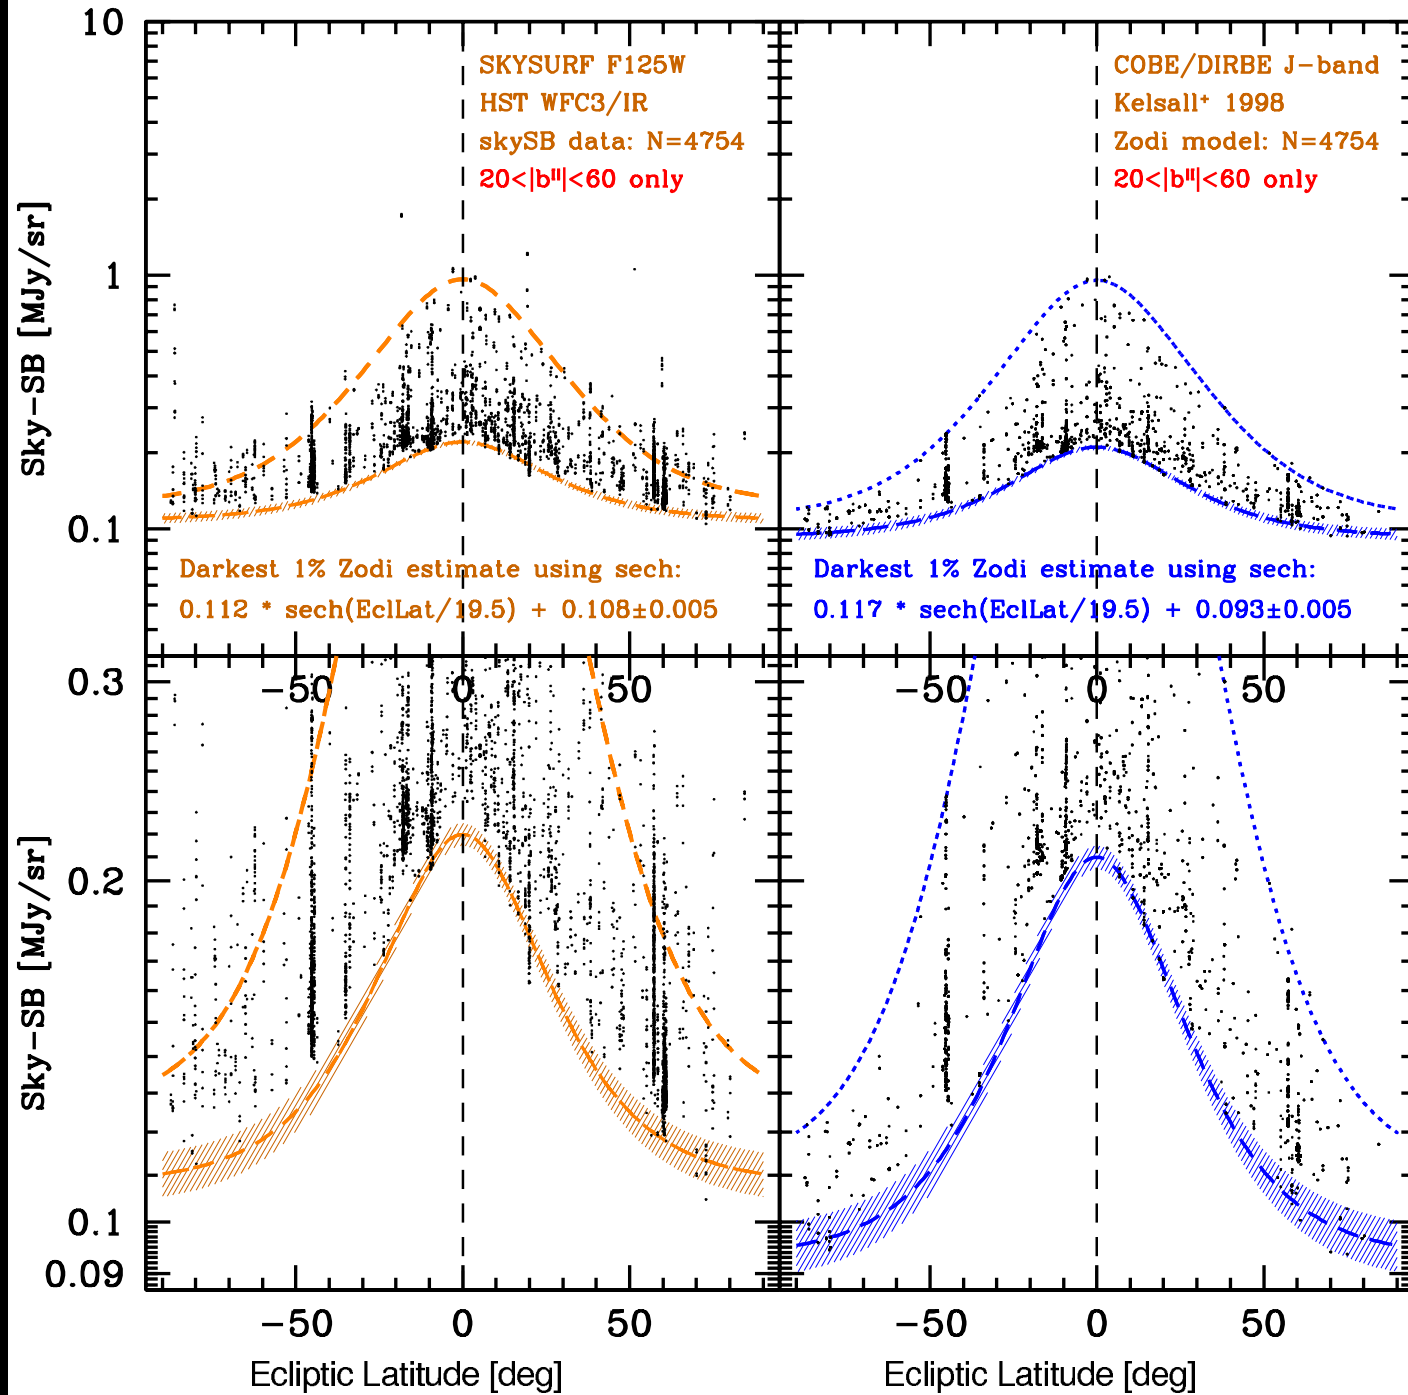 10
SKYSURF F125W
HST WFC3/IR
skySB data: N=4754
20<|b^II|<60 only
COBE/DIRBE J-band
Kelsall⁺ 1998
Zodi model: N=4754
20<|b^II|<60 only
Sky-SB [MJy/sr]
1
0.1
Darkest 1% Zodi estimate using sech:
0.112 * sech(EclLat/19.5) + 0.108±0.005
Darkest 1% Zodi estimate using sech:
0.117 * sech(EclLat/19.5) + 0.093±0.005
0.3
-50 0 50
-50 0 50
Sky-SB [MJy/sr]
0.2
0.1
0.09
-50 0 50
-50 0 50
Ecliptic Latitude [deg]
Ecliptic Latitude [deg]